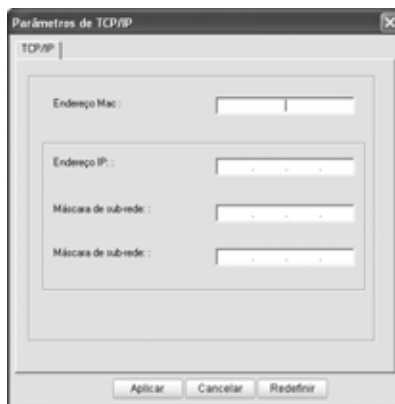 Parâmetros de TCP/IP
TCP/IP
Endereço Mac :
Endereço IP: :
Máscara de sub-rede: :
Máscara de sub-rede: :
Aplicar Cancelar Redefinir